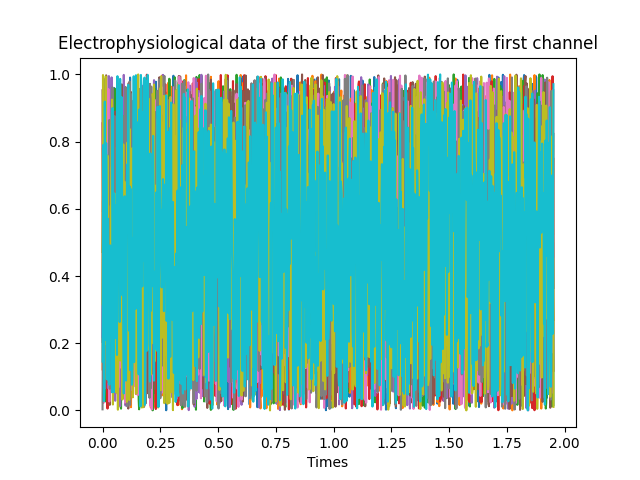 Electrophysiological data of the first subject, for the first channel
1.0
0.8
0.6
0.4
0.2
0.0
0.00 0.25 0.50 0.75 1.00 1.25 1.50 1.75 2.00
Times